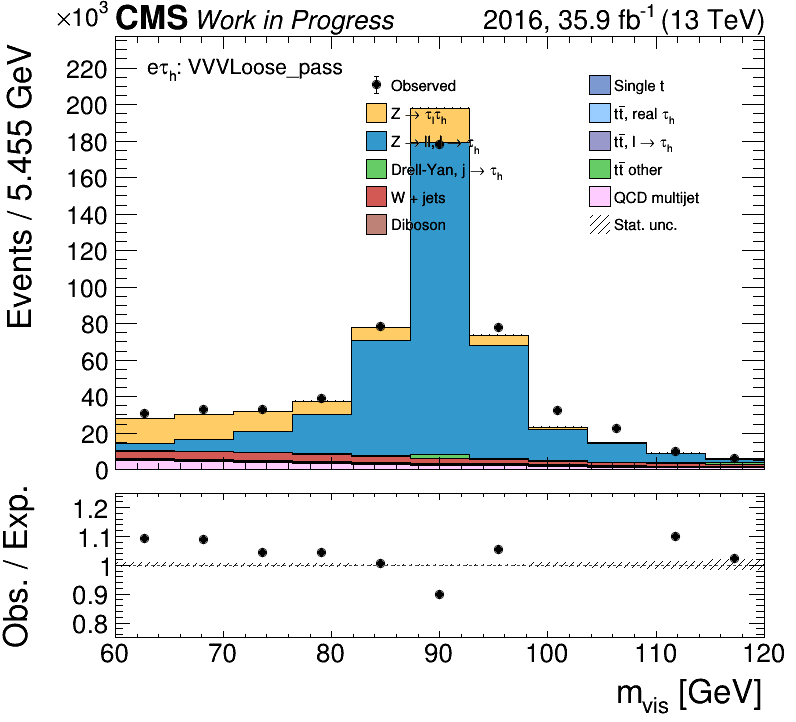 ×10³ CMS Work in Progress 2016, 35.9 fb⁻¹ (13 TeV)
eτₕ: VVVLoose_pass
Observed
Z → τₗτₕ
Z → ll, l → τₕ
Drell-Yan, j → τₕ
W + jets
Diboson
Single t
tt̄, real τₕ
tt̄, l → τₕ
tt̄ other
QCD multijet
Stat. unc.
Events / 5.455 GeV
220
200
180
160
140
120
100
80
60
40
20
0
Obs. / Exp.
1.2
1.1
1
0.9
0.8
60 70 80 90 100 110 120
m_vis [GeV]